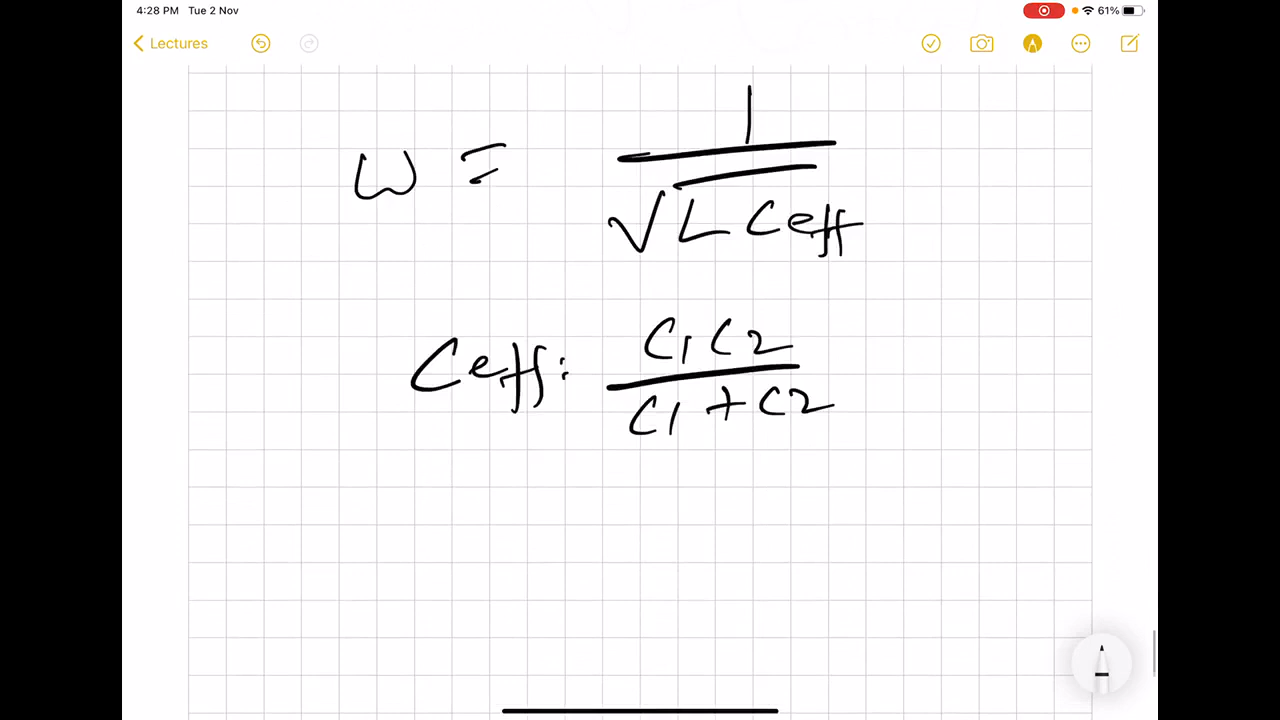 4:28 PM Tue 2 Nov 61%
Lectures
ω = 1 / √L Ceff
Ceff: C1 C2 / C1 + C2